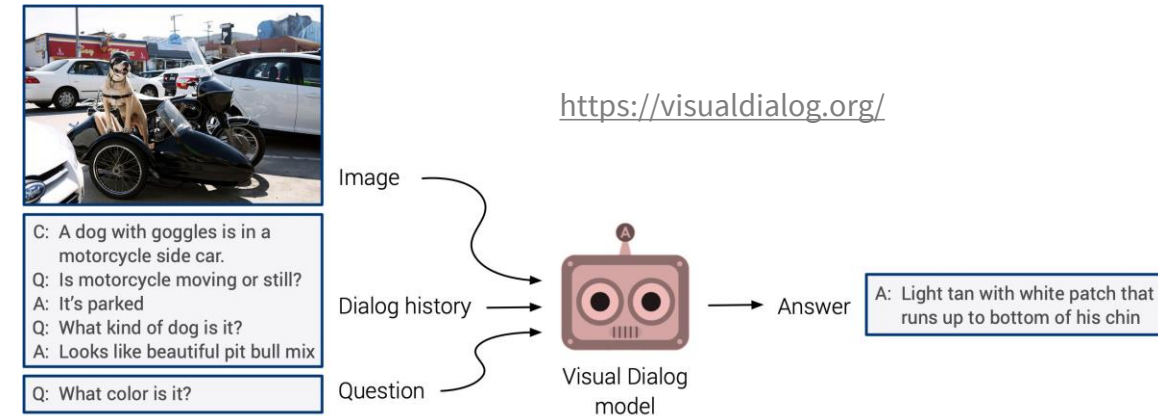 https://visualdialog.org/
Image
C: A dog with goggles is in a
motorcycle side car.
Q: Is motorcycle moving or still?
A: It's parked
Q: What kind of dog is it?
A: Looks like beautiful pit bull mix
Dialog history
Q: What color is it?
Question
A
Visual Dialog
model
Answer
A: Light tan with white patch that
runs up to bottom of his chin